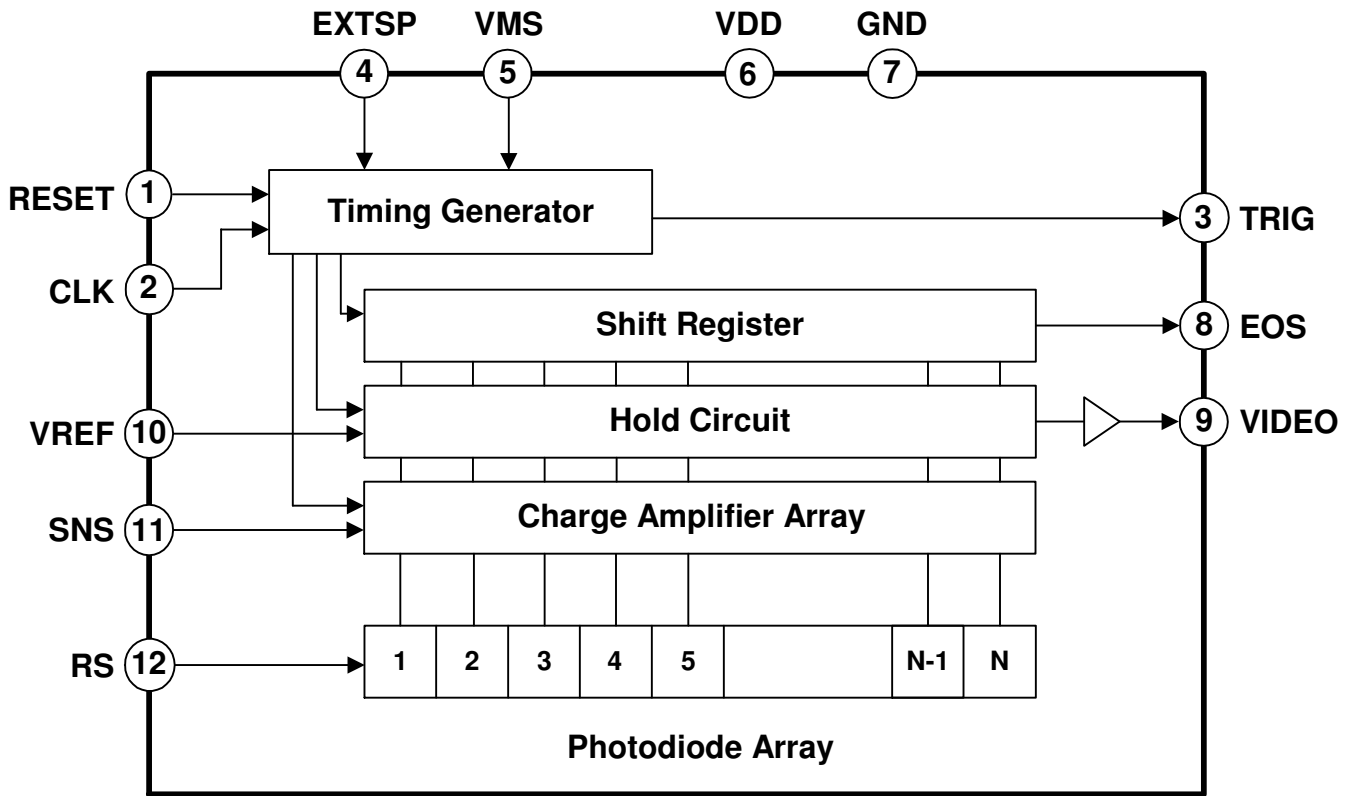 EXTSP VMS VDD GND
4 5 6 7
RESET 1 Timing Generator 3 TRIG
CLK 2
Shift Register 8 EOS
VREF 10 Hold Circuit 9 VIDEO
SNS 11 Charge Amplifier Array
RS 12 1 2 3 4 5 N-1 N
Photodiode Array